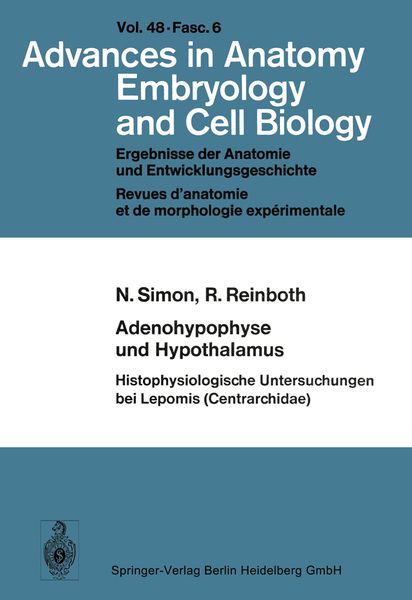 Vol. 48 · Fasc. 6
Advances in Anatomy
Embryology
and Cell Biology
Ergebnisse der Anatomie
und Entwicklungsgeschichte
Revues d'anatomie
et de morphologie expérimentale
N. Simon, R. Reinboth
Adenohypophyse
und Hypothalamus
Histophysiologische Untersuchungen
bei Lepomis (Centrarchidae)
Springer-Verlag Berlin Heidelberg GmbH